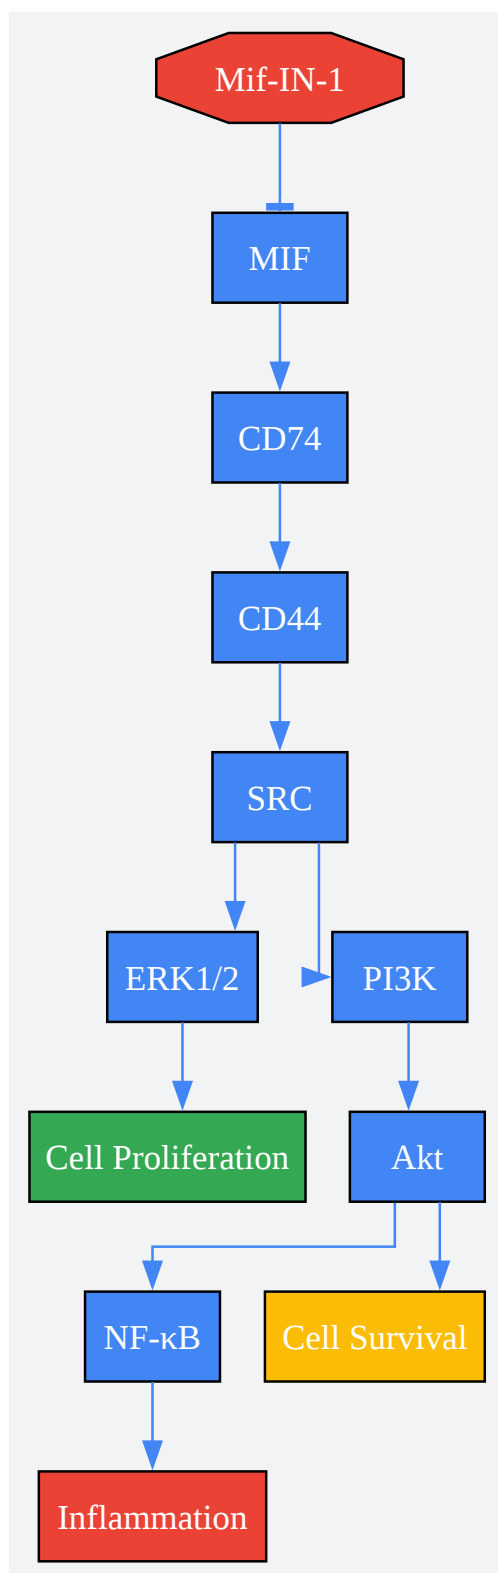 Mif-IN-1
MIF
CD74
CD44
SRC
ERK1/2
PI3K
Cell Proliferation
Akt
NF-κB
Cell Survival
Inflammation